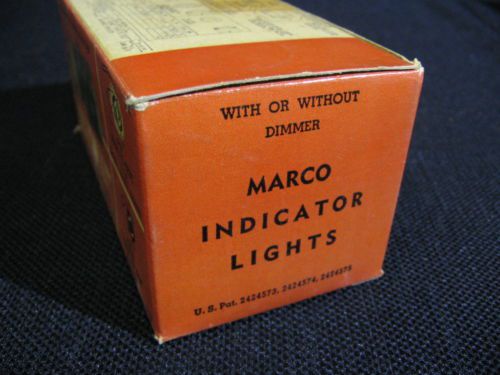 WITH OR WITHOUT
DIMMER
MARCO
INDICATOR
LIGHTS
U. S. Pat. 2424573, 2424574, 2424575